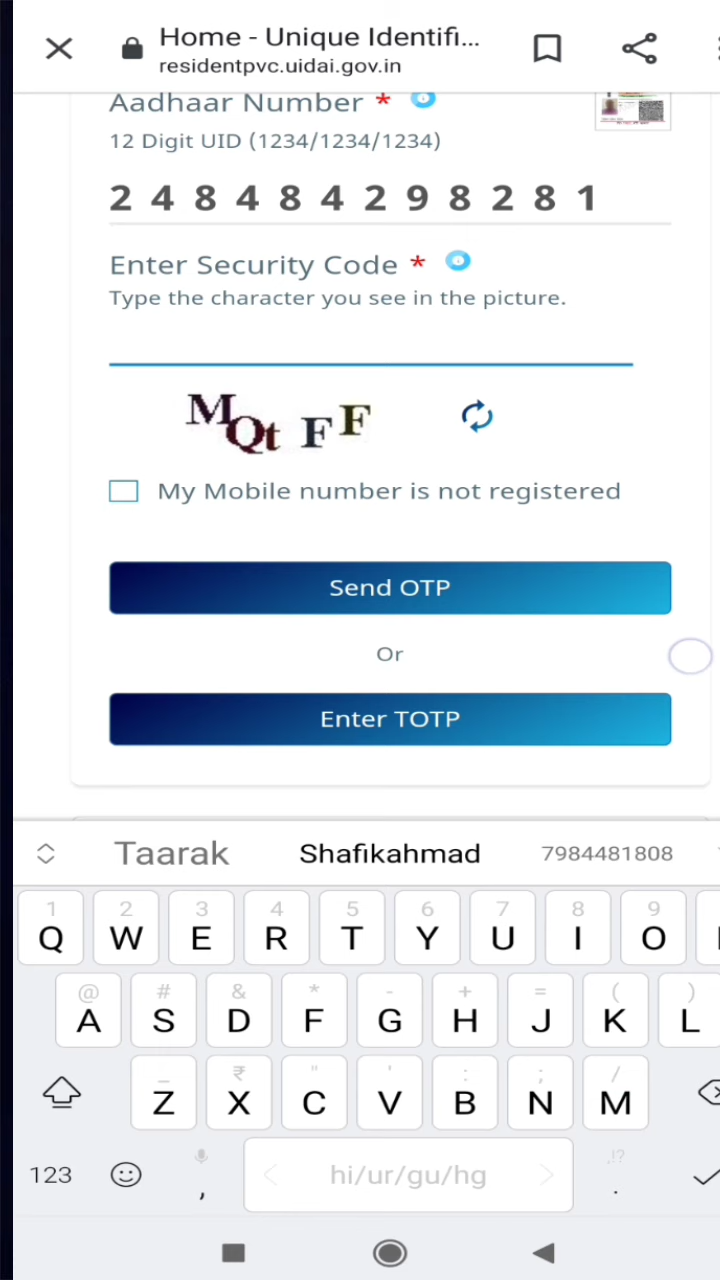 Home - Unique Identifi...
residentpvc.uidai.gov.in
Aadhaar Number *
12 Digit UID (1234/1234/1234)
2 4 8 4 8 4 2 9 8 2 8 1
Enter Security Code *
Type the character you see in the picture.
MQt F F
My Mobile number is not registered
Send OTP
Or
Enter TOTP
Taarak Shafikahmad 7984481808
1 2 3 4 5 6 7 8 9
Q W E R T Y U I O
@ # & * - + = ( )
A S D F G H J K L
_ ₹ " ' : ; /
Z X C V B N M
123 , hi/ur/gu/hg ,!? .